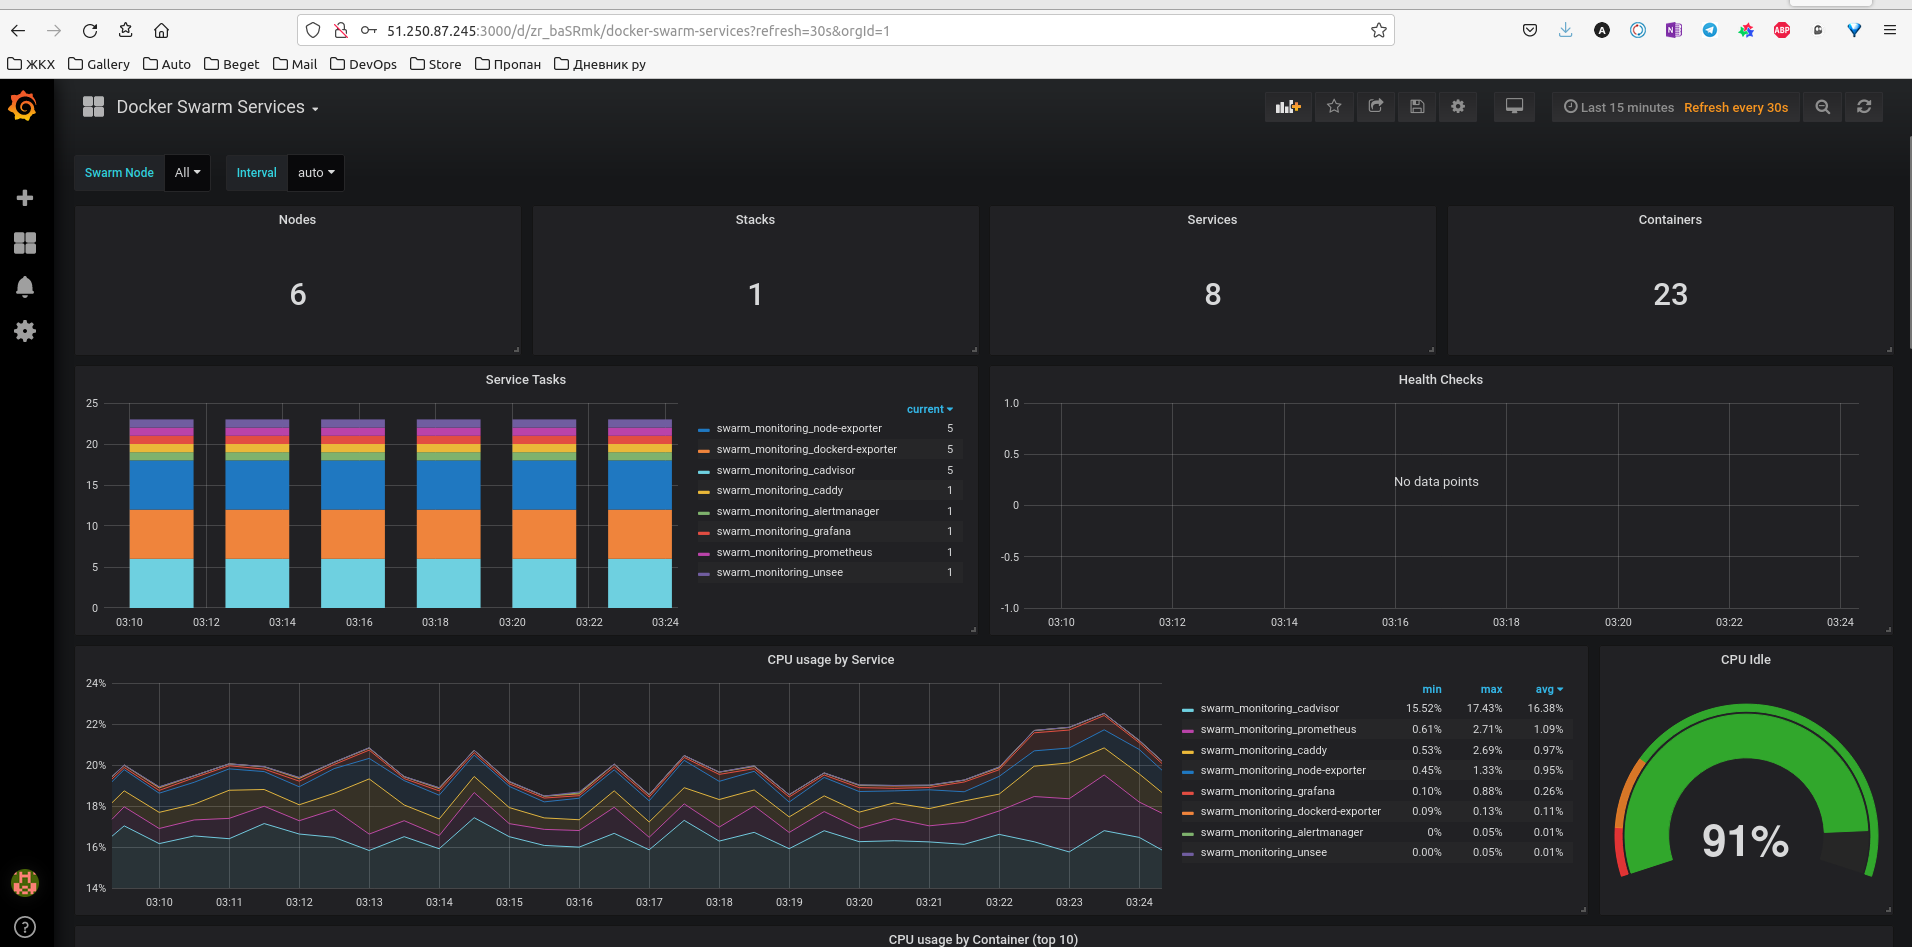 51.250.87.245:3000/d/zr_baSRmk/docker-swarm-services?refresh=30s&orgId=1
A
N
ABP
ЖКХ Gallery Auto Beget Mail DevOps Store Пропан Дневник ру
Docker Swarm Services
Last 15 minutes Refresh every 30s
Swarm Node All Interval auto
Nodes Stacks Services Containers
6 1 8 23
Service Tasks
25
20
15
10
5
0
03:10 03:12 03:14 03:16 03:18 03:20 03:22 03:24
current
swarm_monitoring_node-exporter 5
swarm_monitoring_dockerd-exporter 5
swarm_monitoring_cadvisor 5
swarm_monitoring_caddy 1
swarm_monitoring_alertmanager 1
swarm_monitoring_grafana 1
swarm_monitoring_prometheus 1
swarm_monitoring_unsee 1
Health Checks
1.0
0.5
0
-0.5
-1.0
No data points
03:10 03:12 03:14 03:16 03:18 03:20 03:22 03:24
CPU usage by Service
24%
22%
20%
18%
16%
14%
03:10 03:11 03:12 03:13 03:14 03:15 03:16 03:17 03:18 03:19 03:20 03:21 03:22 03:23 03:24
min max avg
swarm_monitoring_cadvisor 15.52% 17.43% 16.38%
swarm_monitoring_prometheus 0.61% 2.71% 1.09%
swarm_monitoring_caddy 0.53% 2.69% 0.97%
swarm_monitoring_node-exporter 0.45% 1.33% 0.95%
swarm_monitoring_grafana 0.10% 0.88% 0.26%
swarm_monitoring_dockerd-exporter 0.09% 0.13% 0.11%
swarm_monitoring_alertmanager 0% 0.05% 0.01%
swarm_monitoring_unsee 0.00% 0.05% 0.01%
CPU Idle
91%
?
CPU usage by Container (top 10)